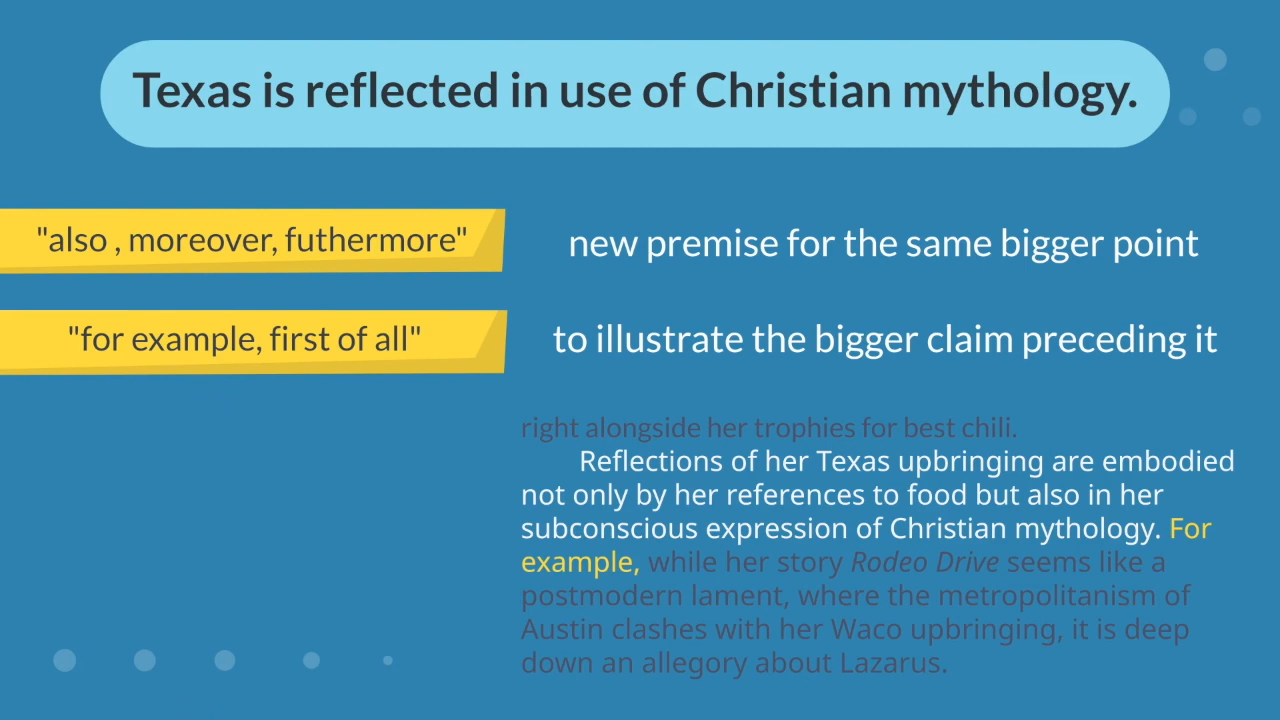 Texas is reflected in use of Christian mythology.
"also , moreover, futhermore"
new premise for the same bigger point
"for example, first of all"
to illustrate the bigger claim preceding it
right alongside her trophies for best chili.
Reflections of her Texas upbringing are embodied
not only by her references to food but also in her
subconscious expression of Christian mythology. For
example, while her story Rodeo Drive seems like a
postmodern lament, where the metropolitanism of
Austin clashes with her Waco upbringing, it is deep
down an allegory about Lazarus.